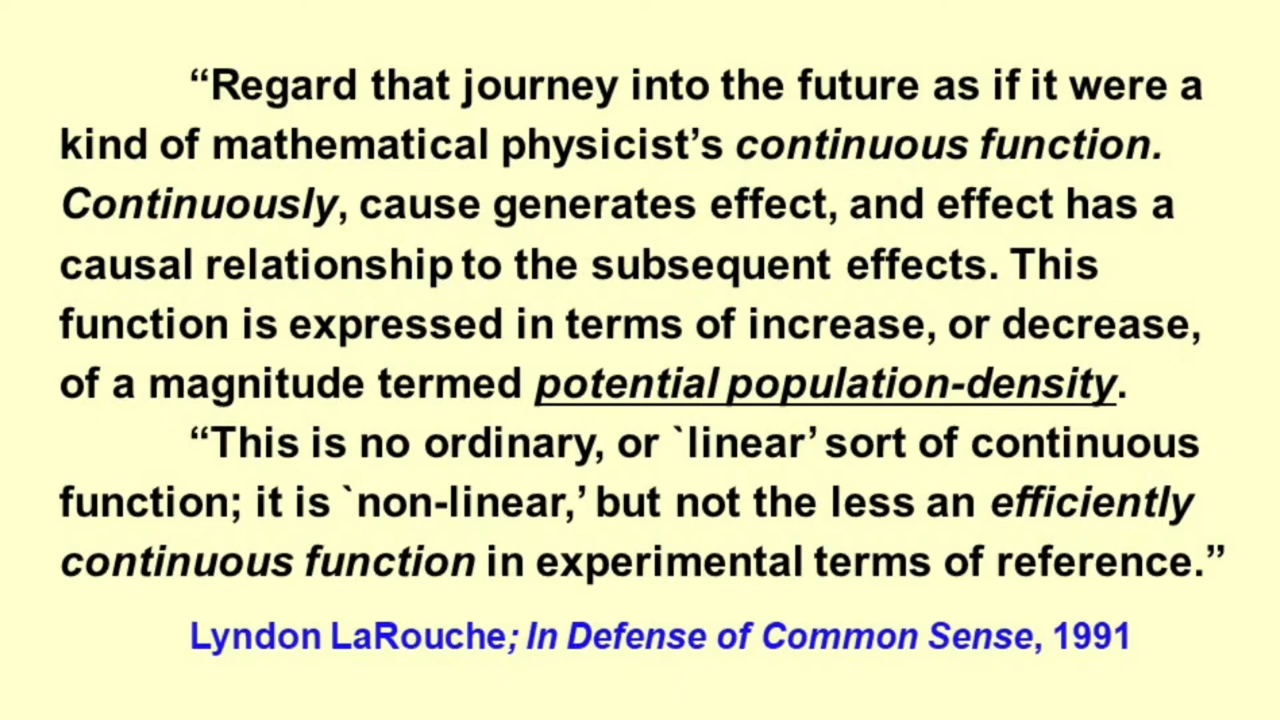 “Regard that journey into the future as if it were a
kind of mathematical physicist’s continuous function.
Continuously, cause generates effect, and effect has a
causal relationship to the subsequent effects. This
function is expressed in terms of increase, or decrease,
of a magnitude termed potential population-density.
“This is no ordinary, or `linear’ sort of continuous
function; it is `non-linear,’ but not the less an efficiently
continuous function in experimental terms of reference.”
Lyndon LaRouche; In Defense of Common Sense, 1991